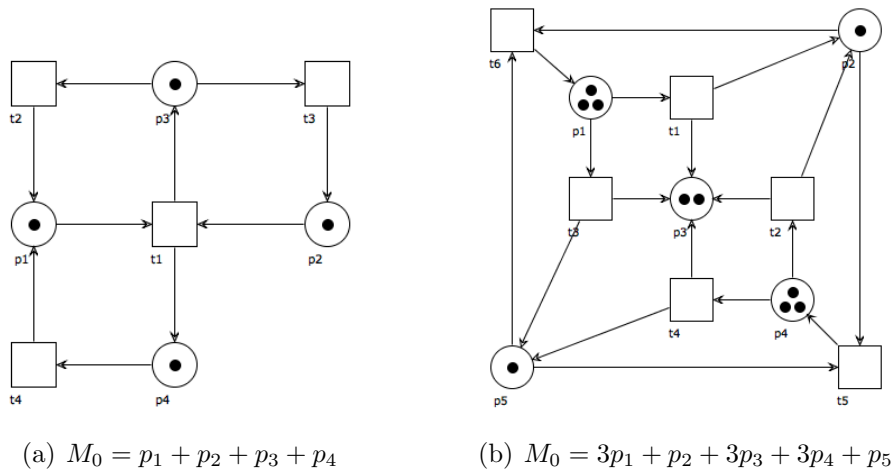 t2
p3
t3
p1
t1
p2
t4
p4
(a) M₀ = p₁ + p₂ + p₃ + p₄
t6
p2
p1
t1
t3
p3
t2
t4
p4
p5
t5
(b) M₀ = 3p₁ + p₂ + 3p₃ + 3p₄ + p₅